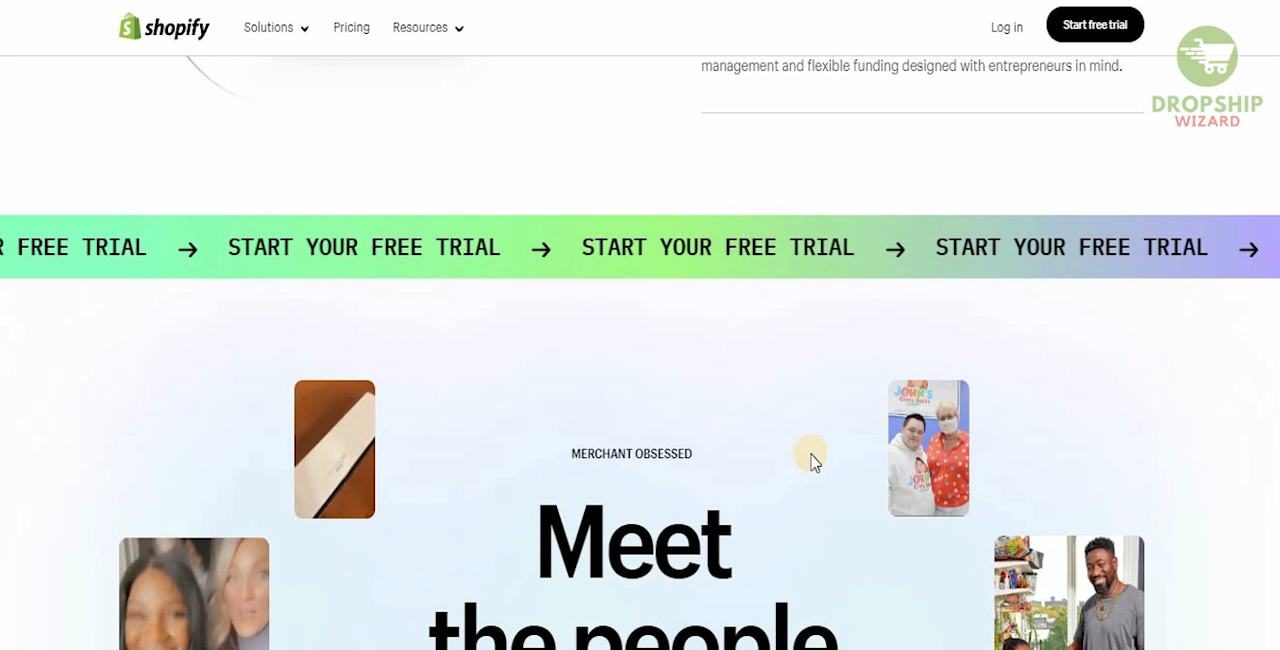 shopify
Solutions
Pricing
Resources
Log in
Start free trial
management and flexible funding designed with entrepreneurs in mind.
DROPSHIP
WIZARD
R FREE TRIAL → START YOUR FREE TRIAL → START YOUR FREE TRIAL → START YOUR FREE TRIAL →
JOHN'S
MERCHANT OBSESSED
Meet
the people